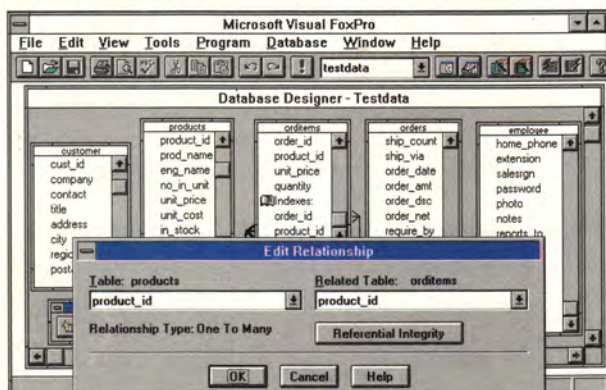 Microsoft Visual FoxPro
File Edit View Tools Program Database Window Help
testdata
Database Designer - Testdata
customer
cust_id
company
contact
title
address
city
products
product_id
prod_name
eng_name
no_in_unit
unit_price
unit_cost
in_stock
orditems
order_id
product_id
unit_price
quantity
Indexes:
order_id
product_id
orders
ship_count
ship_via
order_date
order_amt
order_dsc
order_net
require_by
employee
home_phone
extension
salesrgn
password
photo
notes
reports_to
Edit Relationship
Table: products
product_id
Related Table: orditems
product_id
Relationship Type: One To Many
Referential Integrity
OK
Cancel
Help